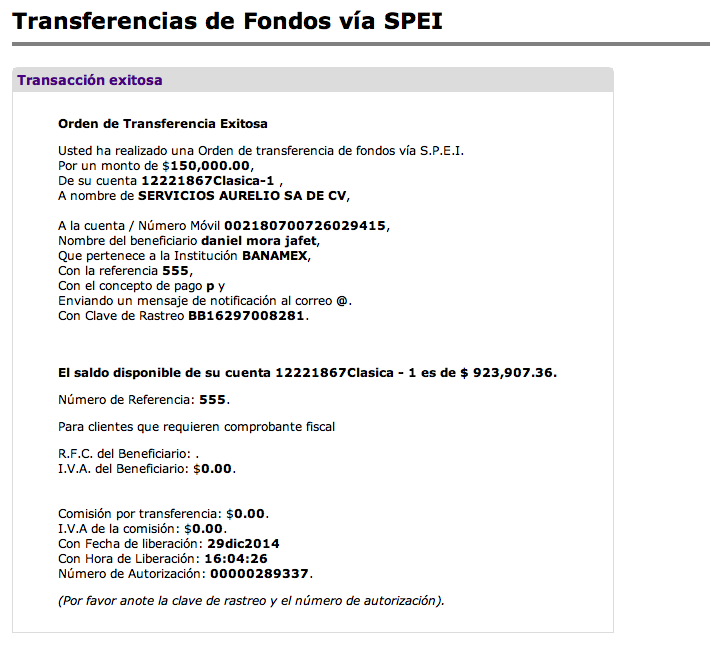 Transferencias de Fondos vía SPEI
Transacción exitosa
Orden de Transferencia Exitosa
Usted ha realizado una Orden de transferencia de fondos vía S.P.E.I.
Por un monto de $150,000.00,
De su cuenta 12221867Clasica-1 ,
A nombre de SERVICIOS AURELIO SA DE CV,
A la cuenta / Número Móvil 002180700726029415,
Nombre del beneficiario daniel mora jafet,
Que pertenece a la Institución BANAMEX,
Con la referencia 555,
Con el concepto de pago p y
Enviando un mensaje de notificación al correo @.
Con Clave de Rastreo BB16297008281.
El saldo disponible de su cuenta 12221867Clasica - 1 es de $ 923,907.36.
Número de Referencia: 555.
Para clientes que requieren comprobante fiscal
R.F.C. del Beneficiario: .
I.V.A. del Beneficiario: $0.00.
Comisión por transferencia: $0.00.
I.V.A de la comisión: $0.00.
Con Fecha de liberación: 29dic2014
Con Hora de Liberación: 16:04:26
Número de Autorización: 00000289337.
(Por favor anote la clave de rastreo y el número de autorización).